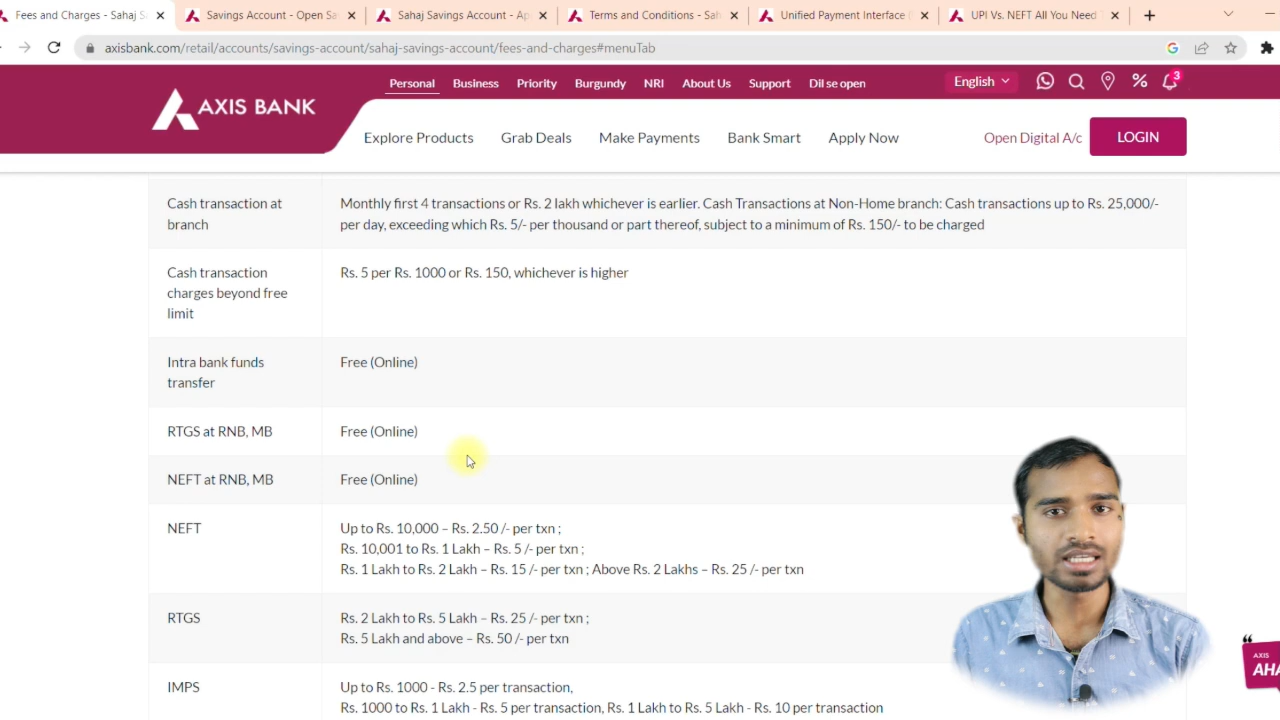 Fees and Charges - Sahaj S
Savings Account - Open Sa
Sahaj Savings Account - Ap
Terms and Conditions - Sah
Unified Payment Interface
UPI Vs. NEFT All You Need
axisbank.com/retail/accounts/savings-account/sahaj-savings-account/fees-and-charges#menuTab
AXIS BANK
Personal Business Priority Burgundy NRI About Us Support Dil se open English 3
Explore Products Grab Deals Make Payments Bank Smart Apply Now Open Digital A/c LOGIN
Cash transaction at
branch
Monthly first 4 transactions or Rs. 2 lakh whichever is earlier. Cash Transactions at Non-Home branch: Cash transactions up to Rs. 25,000/-
per day, exceeding which Rs. 5/- per thousand or part thereof, subject to a minimum of Rs. 150/- to be charged
Cash transaction
charges beyond free
limit
Rs. 5 per Rs. 1000 or Rs. 150, whichever is higher
Intra bank funds
transfer
Free (Online)
RTGS at RNB, MB
Free (Online)
NEFT at RNB, MB
Free (Online)
NEFT
Up to Rs. 10,000 – Rs. 2.50 /- per txn ;
Rs. 10,001 to Rs. 1 Lakh – Rs. 5 /- per txn ;
Rs. 1 Lakh to Rs. 2 Lakh – Rs. 15 /- per txn ; Above Rs. 2 Lakhs – Rs. 25 /- per txn
RTGS
Rs. 2 Lakh to Rs. 5 Lakh – Rs. 25 /- per txn ;
Rs. 5 Lakh and above – Rs. 50 /- per txn
IMPS
Up to Rs. 1000 - Rs. 2.5 per transaction,
Rs. 1000 to Rs. 1 Lakh - Rs. 5 per transaction, Rs. 1 Lakh to Rs. 5 Lakh - Rs. 10 per transaction
AXIS
AHA